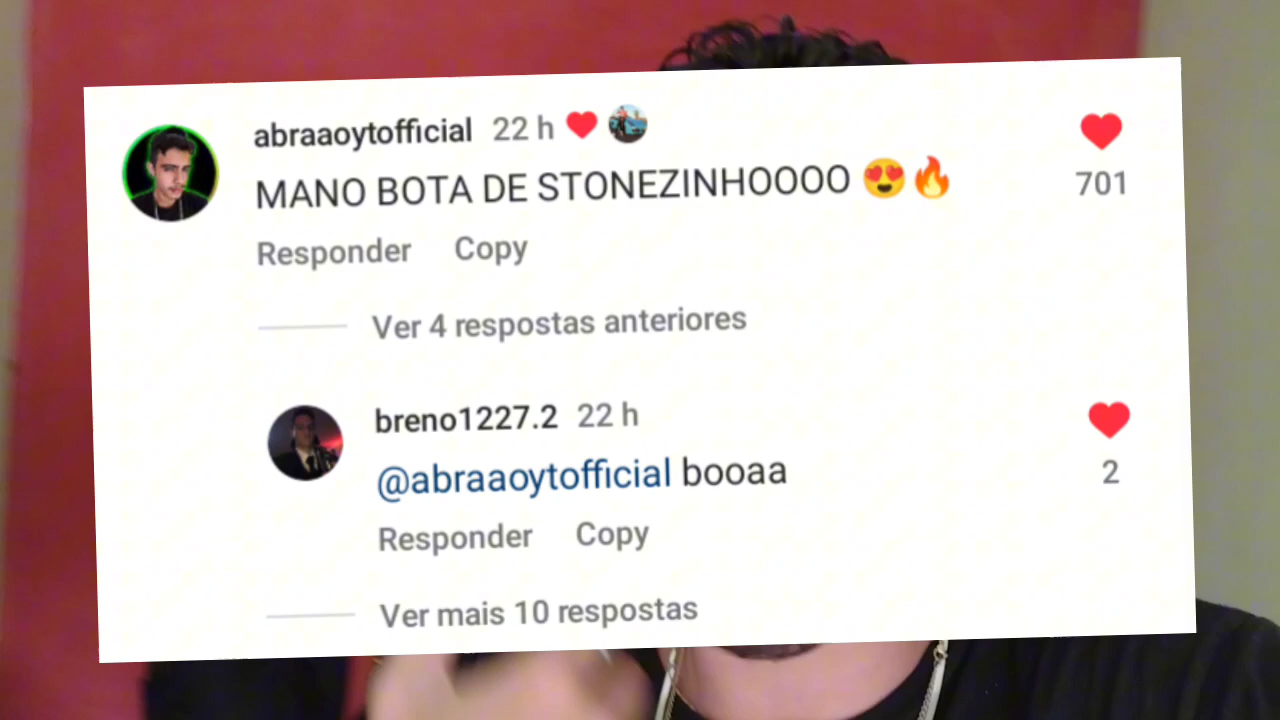 abraaoytofficial 22 h ❤️
MANO BOTA DE STONEZINHOOOO 😍🔥
701
Responder Copy
Ver 4 respostas anteriores
breno1227.2 22 h
@abraaoytofficial booaa
2
Responder Copy
Ver mais 10 respostas